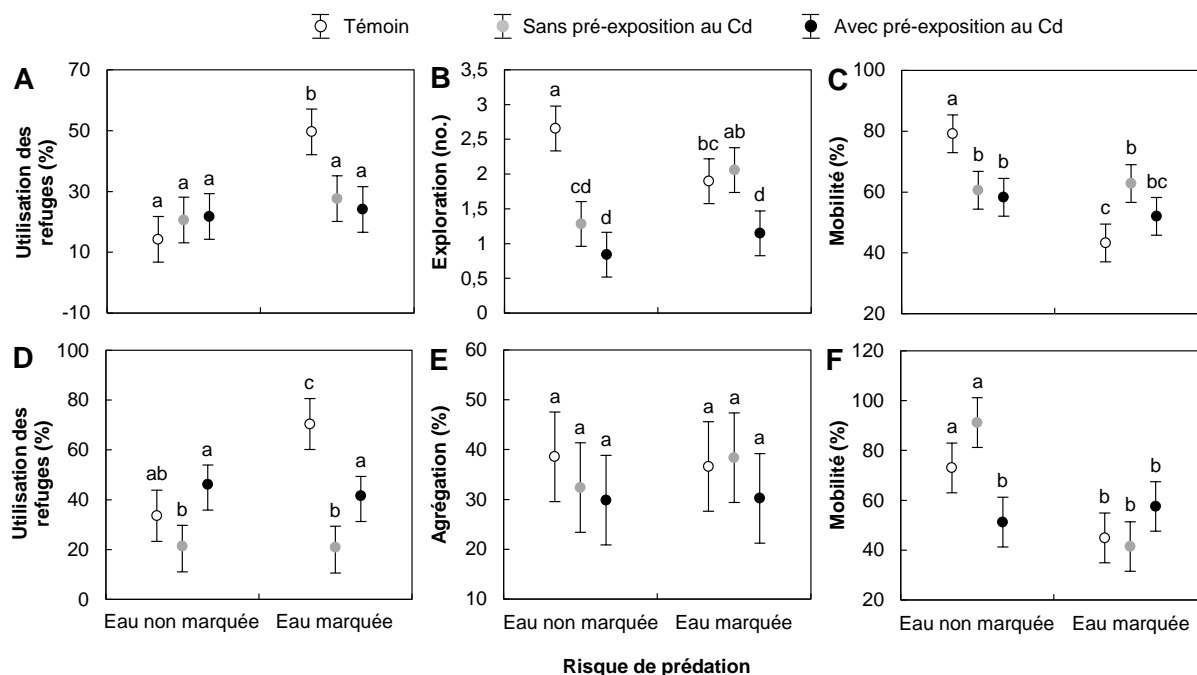 Témoin Sans pré-exposition au Cd Avec pré-exposition au Cd
A
Utilisation des
refuges (%)
70
50
30
10
-10
a a a b a a
B
Exploration (no.)
3,5
3
2,5
2
1,5
1
0,5
0
a cd d bc ab d
C
Mobilité (%)
100
80
60
40
20
a b b c b bc
D
Utilisation des
refuges (%)
100
80
60
40
20
0
ab b a c b a
Eau non marquée Eau marquée
E
Agrégation (%)
60
50
40
30
20
10
a a a a a a
Eau non marquée Eau marquée
F
Mobilité (%)
120
100
80
60
40
20
a a b b b b
Eau non marquée Eau marquée
Risque de prédation